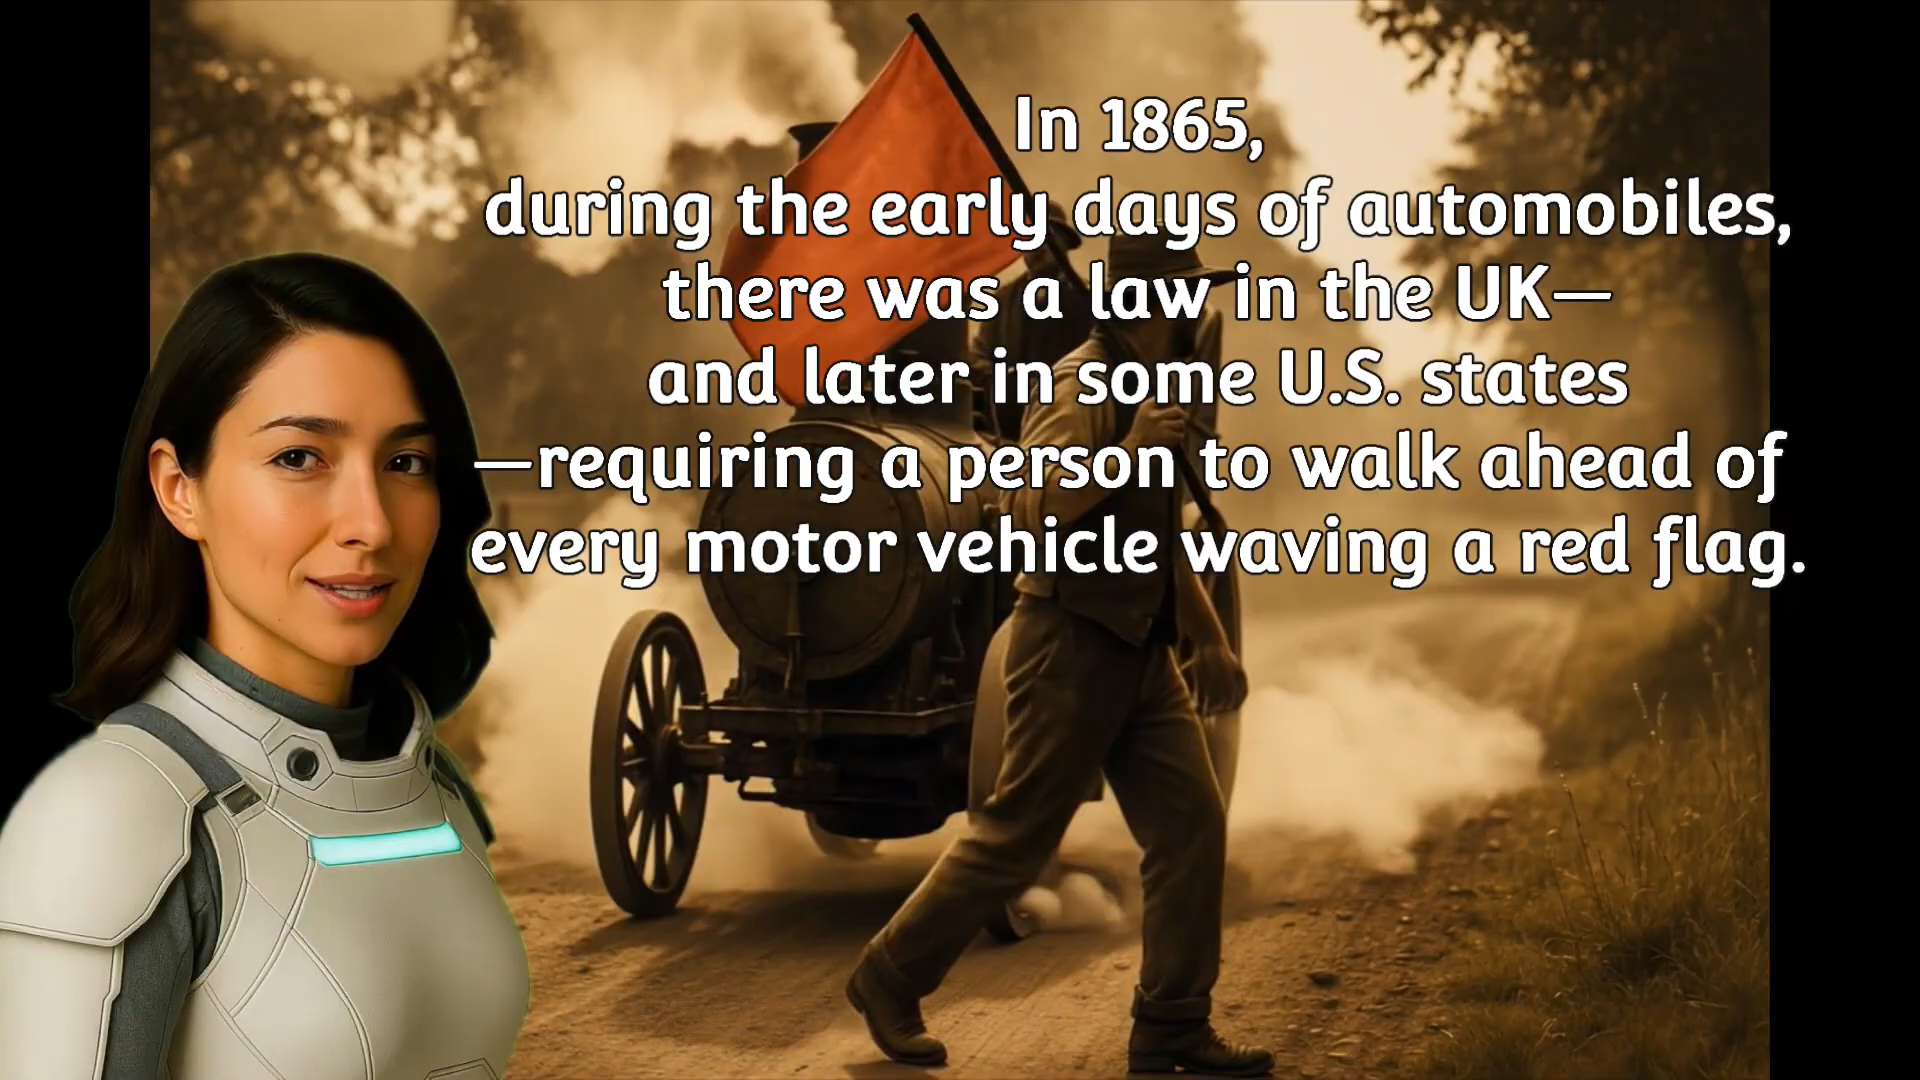 In 1865,
during the early days of automobiles,
there was a law in the UK—
and later in some U.S. states
—requiring a person to walk ahead of
every motor vehicle waving a red flag.